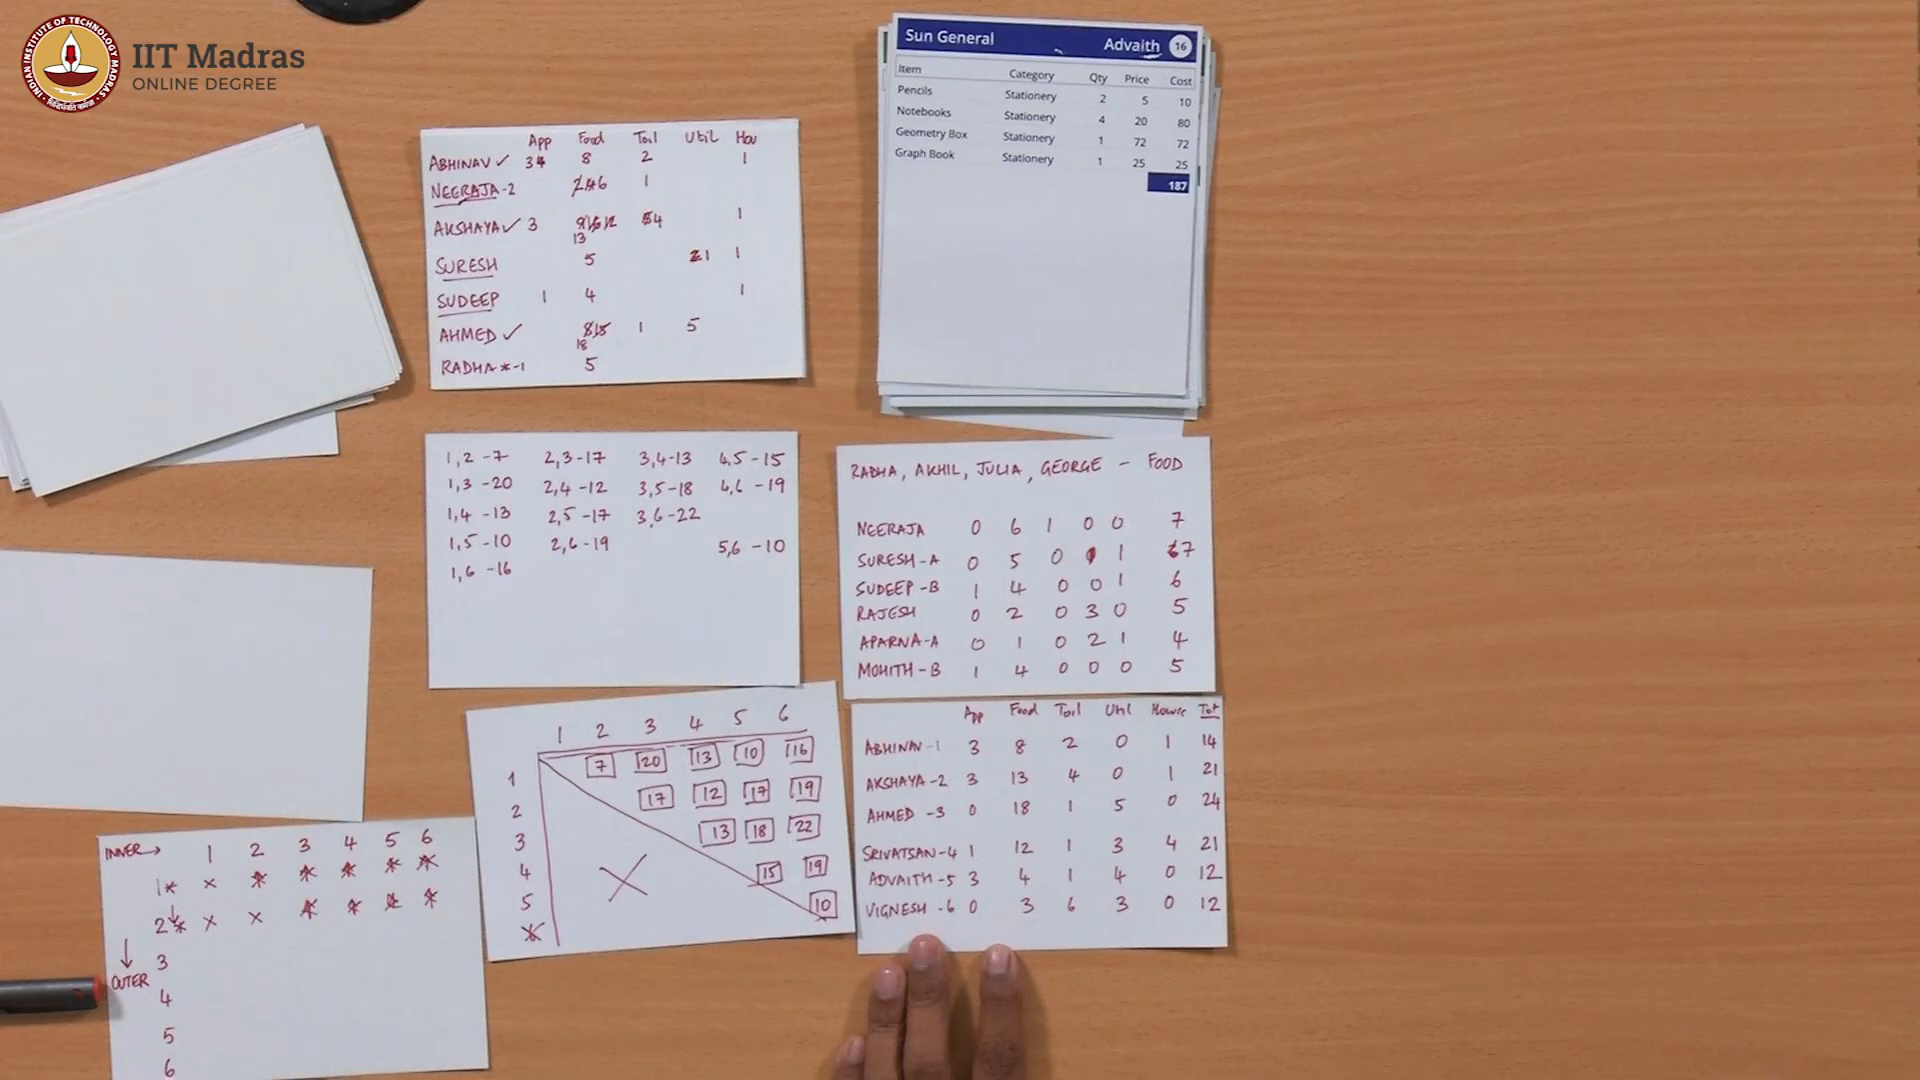 IIT Madras
ONLINE DEGREE
Sun General Advaith 16
Item Category Qty Price Cost
Pencils Stationery 2 5 10
Notebooks Stationery 4 20 80
Geometry Box Stationery 1 72 72
Graph Book Stationery 1 25 25
187
App Food Toil Util Hou
ABHINAV ✓ 8 2 1
NEERAJA-2 6 1
AKSHAYA ✓ 3 4 1
13
SURESH 5 1 1
SUDEEP 1 4 1
AHMED ✓ 1 5
18
RADHA *-1 5
1,2 -7 2,3 -17 3,4 -13 4,5 -15
1,3 -20 2,4 -12 3,5 -18 4,6 -19
1,4 -13 2,5 -17 3,6 -22
1,5 -10 2,6 -19 5,6 -10
1,6 -16
RADHA, AKHIL, JULIA, GEORGE - FOOD
NEERAJA 0 6 1 0 0 7
SURESH-A 0 5 0 1 7
SUDEEP-B 1 4 0 0 1 6
RAJESH 0 2 0 3 0 5
APARNA-A 0 1 0 2 1 4
MOHITH-B 1 4 0 0 0 5
1 2 3 4 5 6
1 7 20 13 10 16
2 17 12 17 19
3 13 18 22
4 15 19
5 10
App Food Toil Util House Tot
ABHINAV-1 3 8 2 0 1 14
AKSHAYA-2 3 13 4 0 1 21
AHMED-3 0 18 1 5 0 24
SRIVATSAN-4 1 12 1 3 4 21
ADVAITH-5 3 4 1 4 0 12
VIGNESH-6 0 3 6 3 0 12
INNER → 1 2 3 4 5 6
1* × * * * * *
2* × × * * * *
3
OUTER
4
5
6